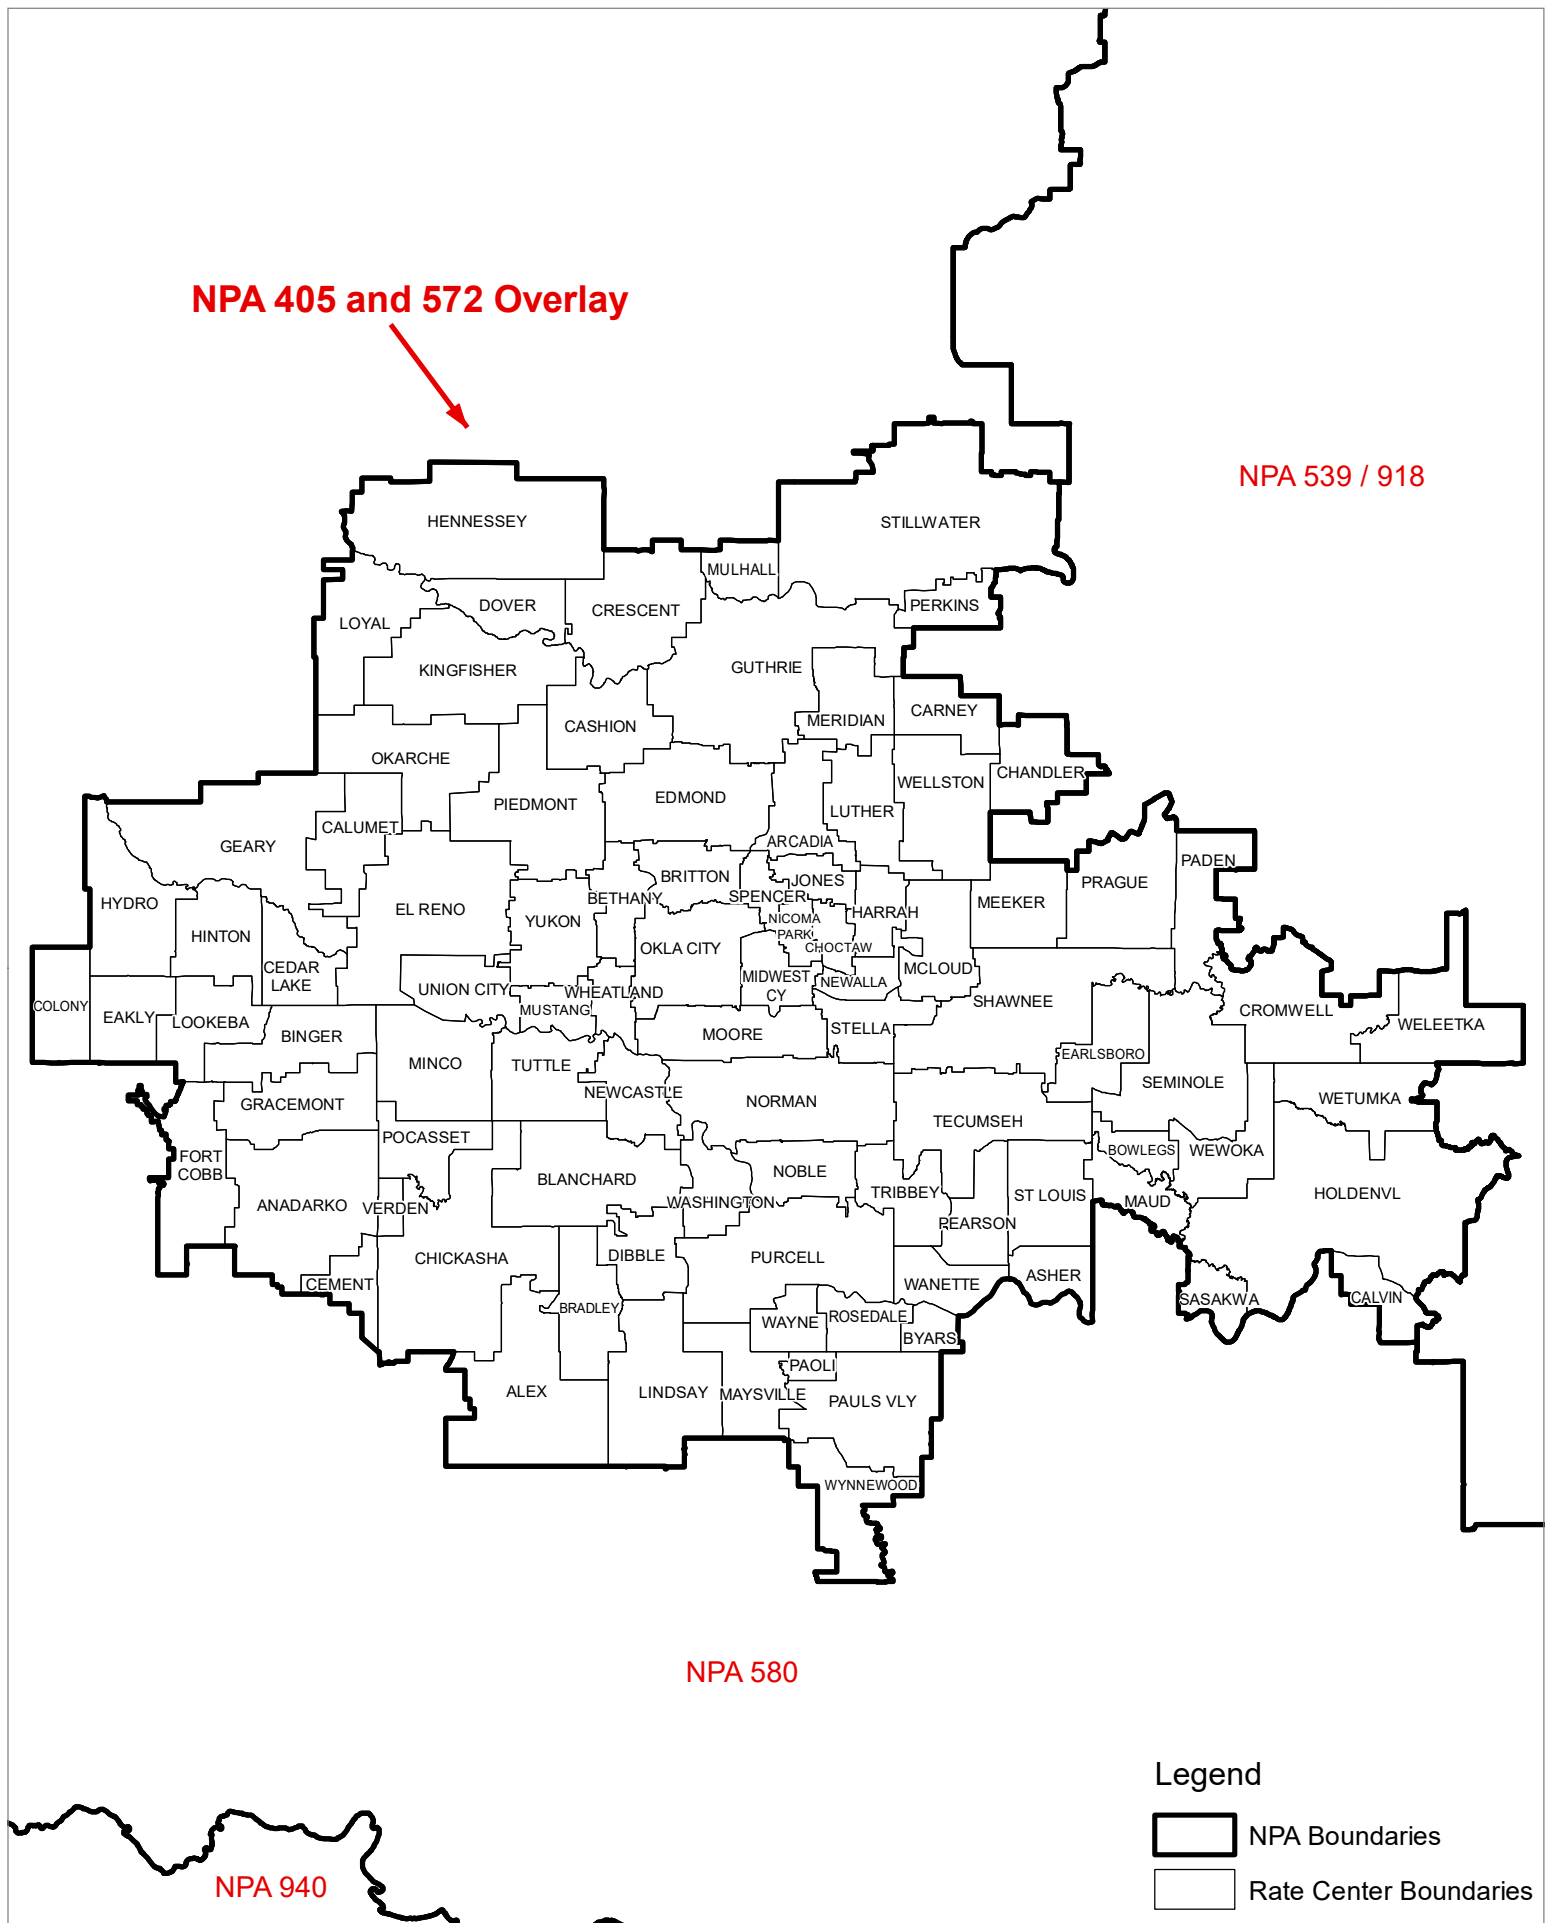 NPA 405 and 572 Overlay
NPA 539 / 918
HENNESSEY
STILLWATER
MULHALL
DOVER
CRESCENT
PERKINS
LOYAL
KINGFISHER
GUTHRIE
CARNEY
MERIDIAN
CASHION
OKARCHE
CHANDLER
WELLSTON
PIEDMONT
EDMOND
LUTHER
CALUMET
GEARY
ARCADIA
PADEN
BRITTON
JONES
PRAGUE
BETHANY
SPENCER
HYDRO
EL RENO
MEEKER
HARRAH
YUKON
NICOMA
PARK
HINTON
OKLA CITY
CHOCTAW
CEDAR
LAKE
MCLOUD
MIDWEST
CY
NEWALLA
UNION CITY
WHEATLAND
SHAWNEE
COLONY
MUSTANG
CROMWELL
EAKLY
LOOKEBA
WELEETKA
BINGER
MOORE
STELLA
MINCO
TUTTLE
EARLSBORO
SEMINOLE
NEWCASTLE
GRACEMONT
NORMAN
WETUMKA
TECUMSEH
POCASSET
FORT
COBB
BOWLEGS
WEWOKA
BLANCHARD
NOBLE
TRIBBEY
ST LOUIS
HOLDENVL
ANADARKO
VERDEN
WASHINGTON
MAUD
PEARSON
CHICKASHA
DIBBLE
PURCELL
CEMENT
WANETTE
ASHER
BRADLEY
SASAKWA
CALVIN
WAYNE
ROSEDALE
BYARS
PAOLI
ALEX
LINDSAY
MAYSVILLE
PAULS VLY
WYNNEWOOD
NPA 580
Legend
NPA Boundaries
NPA 940
Rate Center Boundaries